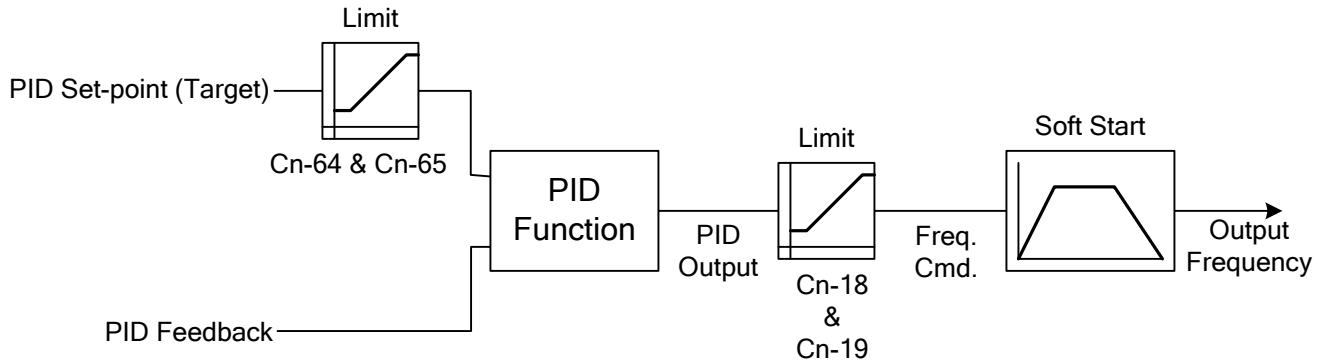 Limit
PID Set-point (Target)
Cn-64 & Cn-65
PID
Function
PID Feedback
PID
Output
Limit
Cn-18
&
Cn-19
Freq.
Cmd.
Soft Start
Output
Frequency